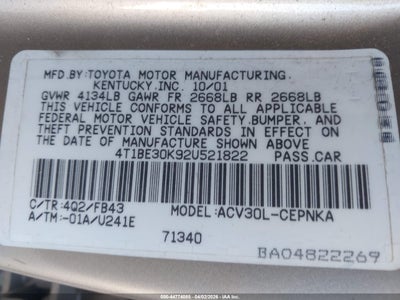 MFD.BY:TOYOTA MOTOR MANUFACTURING,
KENTUCKY,INC. 10/01
GVWR 4134LB GAWR FR 2668LB RR 2668LB
THIS VEHICLE CONFORMS TO ALL APPLICABLE
FEDERAL MOTOR VEHICLE SAFETY,BUMPER, AND
THEFT PREVENTION STANDARDS IN EFFECT ON
THE DATE OF MANUFACTURE SHOWN ABOVE.
4T1BE30K92U521822 PASS.CAR
C/TR:4Q2/FB43 MODEL:ACV30L-CEPNKA
A/TM:-01A/U241E
71340
BA04822269